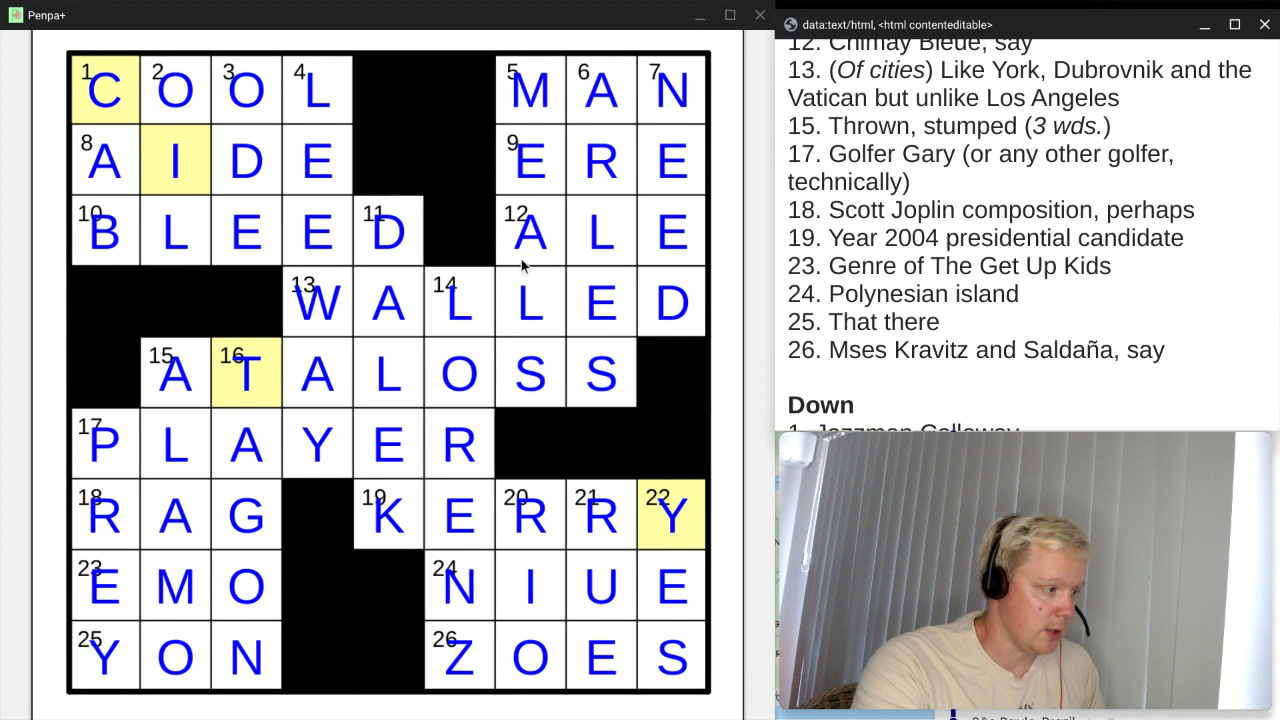 Penpa+
data:text/html, <html contenteditable>
1 C 2 O 3 O 4 L 5 M 6 A 7 N
8 A I D E 9 E R E
10 B L E E D 11 12 A L E
13 W A 14 L L E D
15 A 16 T A L O S S
17 P L A Y E R
18 R A G 19 K E 20 R 21 R 22 Y
23 E M O 24 N I U E
25 Y O N 26 Z O E S
12. Chimay Bleue, say
13. (Of cities) Like York, Dubrovnik and the
Vatican but unlike Los Angeles
15. Thrown, stumped (3 wds.)
17. Golfer Gary (or any other golfer,
technically)
18. Scott Joplin composition, perhaps
19. Year 2004 presidential candidate
23. Genre of The Get Up Kids
24. Polynesian island
25. That there
26. Mses Kravitz and Saldaña, say
Down
1. Jazzman Calloway